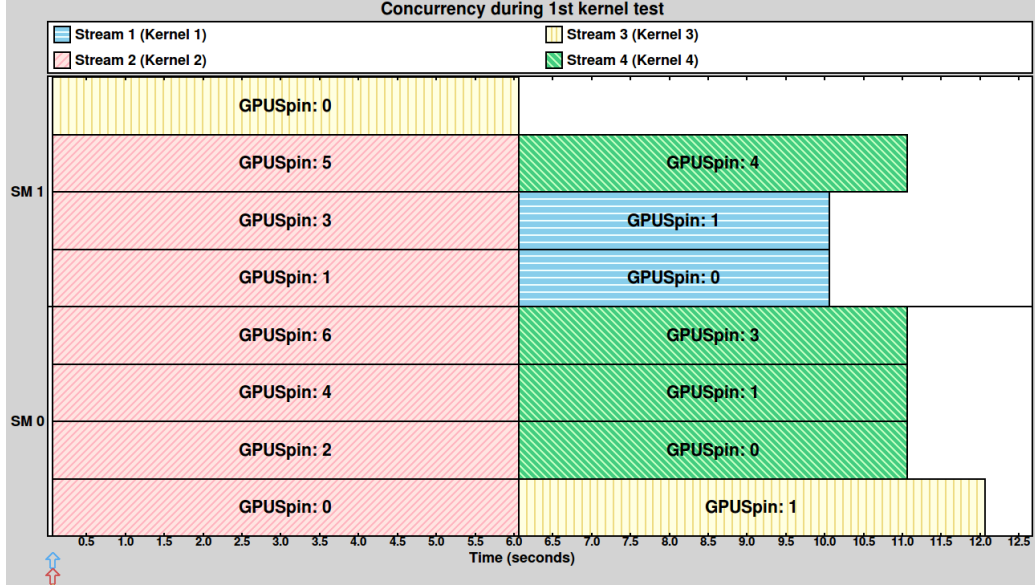 Concurrency during 1st kernel test
Stream 1 (Kernel 1)
Stream 3 (Kernel 3)
Stream 2 (Kernel 2)
Stream 4 (Kernel 4)
GPUSpin: 0
GPUSpin: 5
GPUSpin: 4
SM 1
GPUSpin: 3
GPUSpin: 1
GPUSpin: 1
GPUSpin: 0
GPUSpin: 6
GPUSpin: 3
GPUSpin: 4
GPUSpin: 1
SM 0
GPUSpin: 2
GPUSpin: 0
GPUSpin: 0
GPUSpin: 1
0.5 1.0 1.5 2.0 2.5 3.0 3.5 4.0 4.5 5.0 5.5 6.0 6.5 7.0 7.5 8.0 8.5 9.0 9.5 10.0 10.5 11.0 11.5 12.0 12.5
Time (seconds)